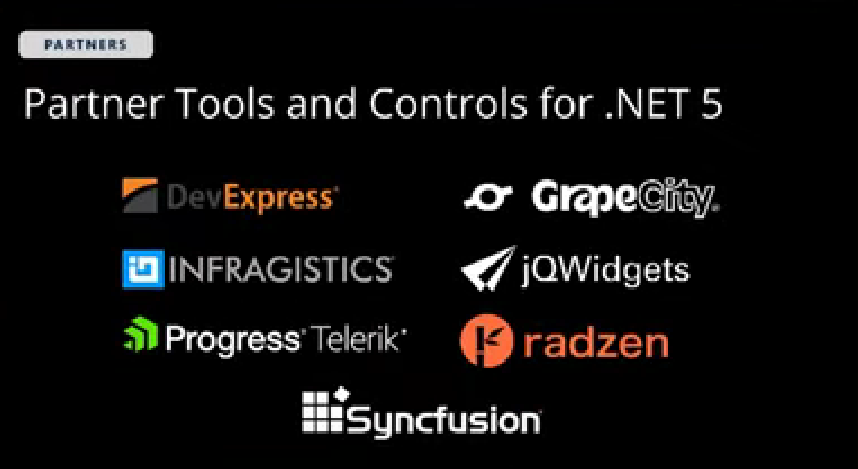 PARTNERS
Partner Tools and Controls for .NET 5
DevExpress®
GrapeCity®
INFRAGISTICS
jQWidgets
Progress® Telerik®
radzen
Syncfusion